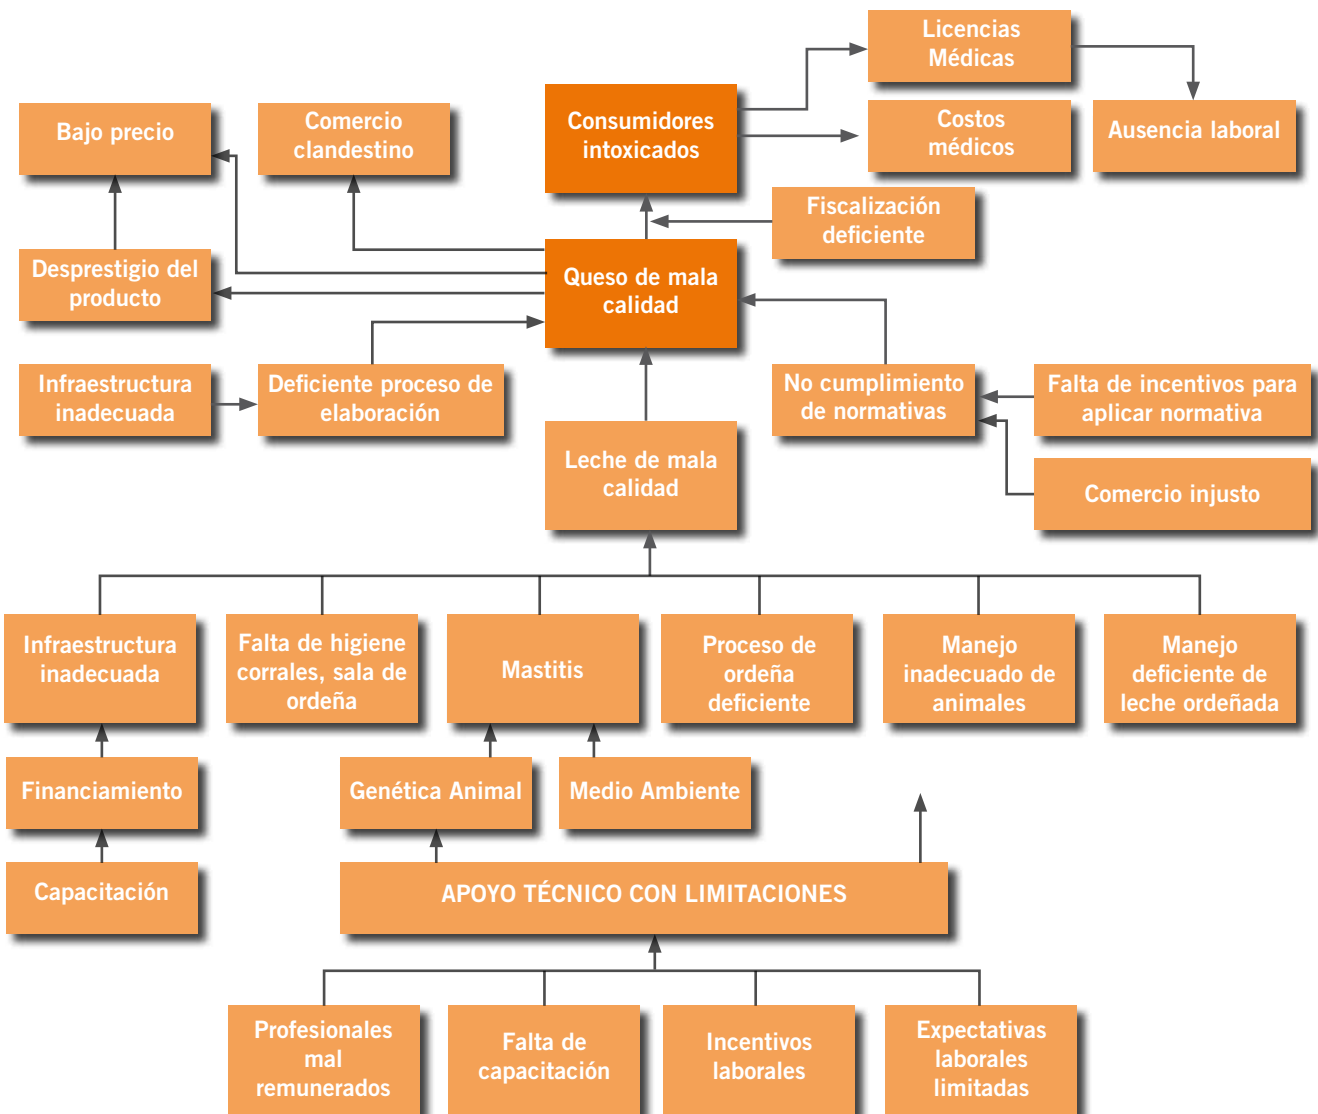 Licencias
Médicas
Bajo precio
Comercio
clandestino
Consumidores
intoxicados
Costos
médicos
Ausencia laboral
Fiscalización
deficiente
Desprestigio del
producto
Queso de mala
calidad
Infraestructura
inadecuada
Deficiente proceso de
elaboración
No cumplimiento
de normativas
Falta de incentivos para
aplicar normativa
Leche de mala
calidad
Comercio injusto
Infraestructura
inadecuada
Falta de higiene
corrales, sala de
ordeña
Mastitis
Proceso de
ordeña
deficiente
Manejo
inadecuado de
animales
Manejo
deficiente de
leche ordeñada
Financiamiento
Genética Animal
Medio Ambiente
Capacitación
APOYO TÉCNICO CON LIMITACIONES
Profesionales
mal
remunerados
Falta de
capacitación
Incentivos
laborales
Expectativas
laborales
limitadas